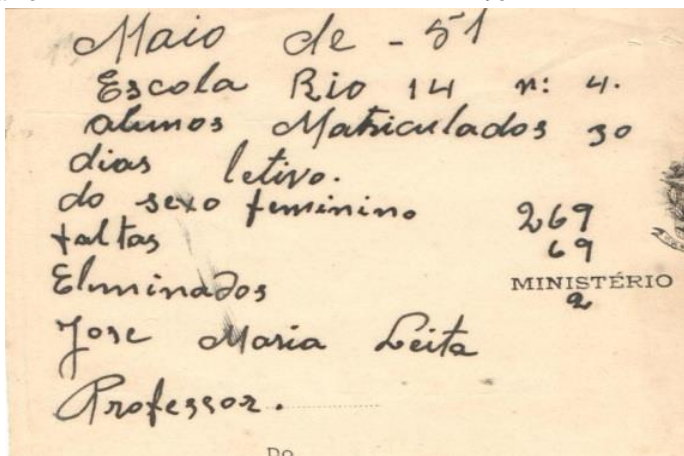 Maio de - 51
Escola Rio 14 n: 4.
alunos Matriculados 30
dias letivo.
do sexo feminino 269
faltas 69
Elminados
MINISTÉRIO
2
Jose Maria Leita
Professor.
DO